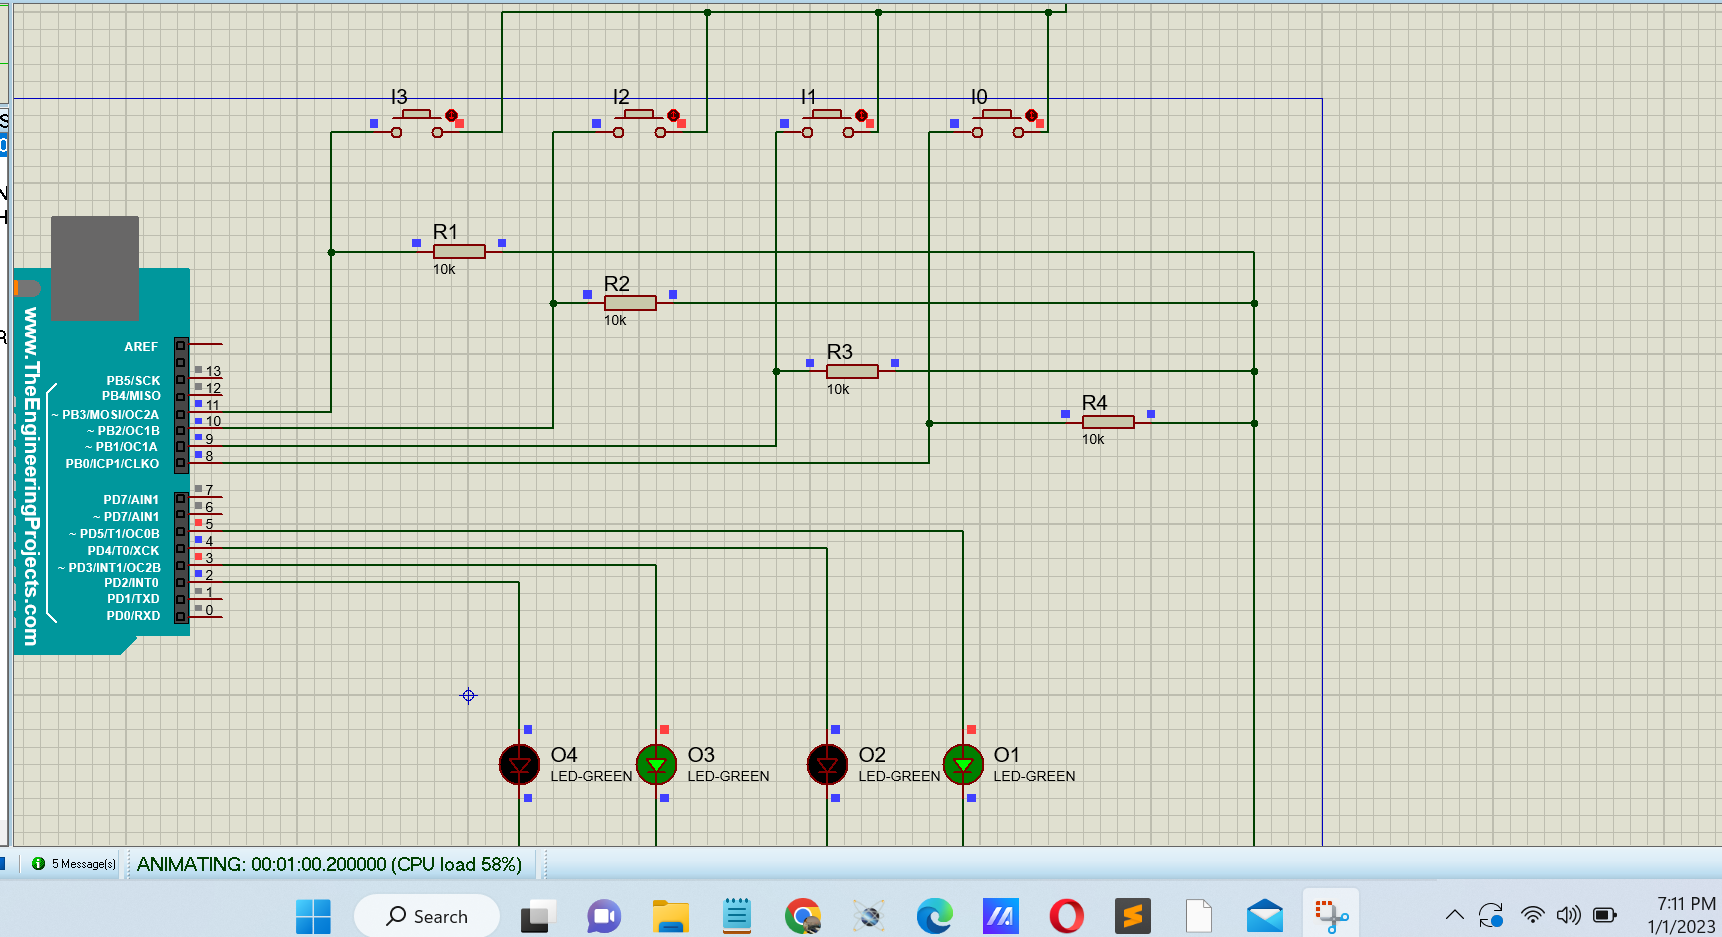 I3
I2
I1
I0
R1
10k
R2
10k
R3
10k
R4
10k
www.TheEngineeringProjects.com
AREF
PB5/SCK
13
PB4/MISO
12
~ PB3/MOSI/OC2A
11
~ PB2/OC1B
10
~ PB1/OC1A
9
PB0/ICP1/CLKO
8
PD7/AIN1
7
~ PD7/AIN1
6
~ PD5/T1/OC0B
5
PD4/T0/XCK
4
~ PD3/INT1/OC2B
3
PD2/INT0
2
PD1/TXD
1
PD0/RXD
0
O4
LED-GREEN
O3
LED-GREEN
O2
LED-GREEN
O1
LED-GREEN
5 Message(s)
ANIMATING: 00:01:00.200000 (CPU load 58%)
Search
7:11 PM
1/1/2023